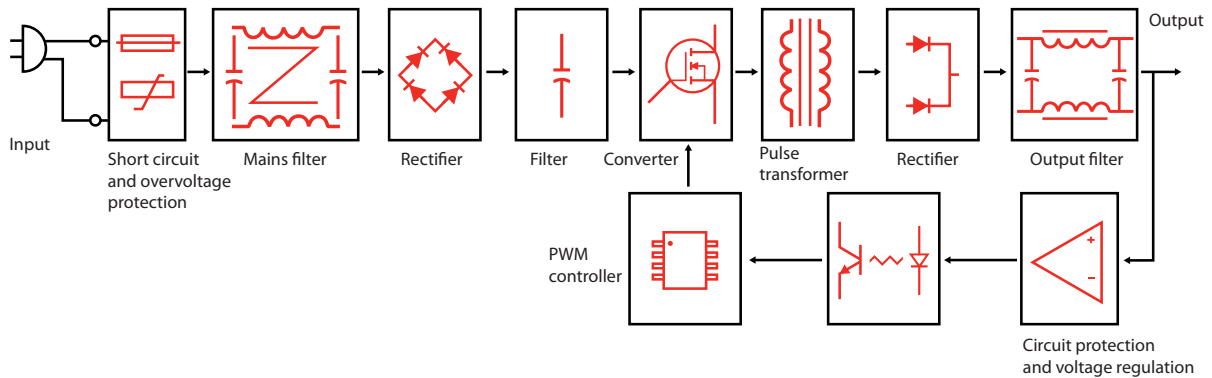 Output
Input
Short circuit
and overvoltage
protection
Mains filter
Rectifier
Filter
Converter
Pulse
transformer
Rectifier
Output filter
PWM
controller
+
−
Circuit protection
and voltage regulation